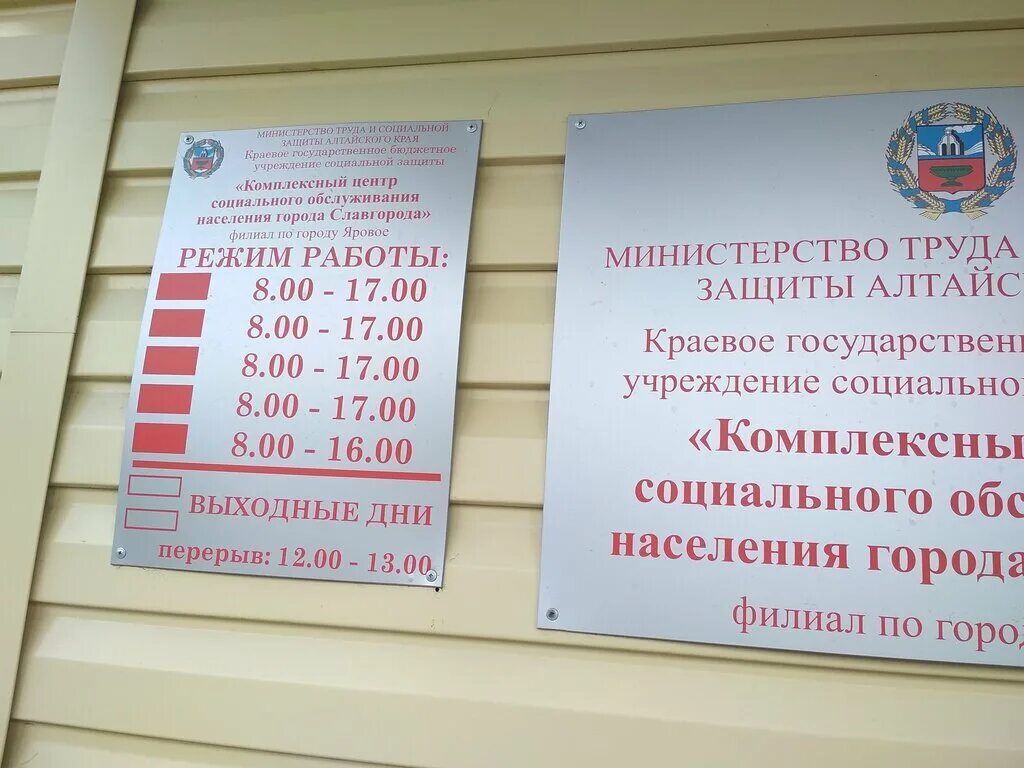 МИНИСТЕРСТВО ТРУДА И СОЦИАЛЬНОЙ
ЗАЩИТЫ АЛТАЙСКОГО КРАЯ
Краевое государственное бюджетное
учреждение социальной защиты
«Комплексный центр
социального обслуживания
населения города Славгорода»
филиал по городу Яровое
РЕЖИМ РАБОТЫ:
8.00 - 17.00
8.00 - 17.00
8.00 - 17.00
8.00 - 17.00
8.00 - 16.00
ВЫХОДНЫЕ ДНИ
перерыв: 12.00 - 13.00
МИНИСТЕРСТВО ТРУДА
ЗАЩИТЫ АЛТАЙС
Краевое государствен
учреждение социально
«Комплексны
социального обс
населения города
филиал по горо